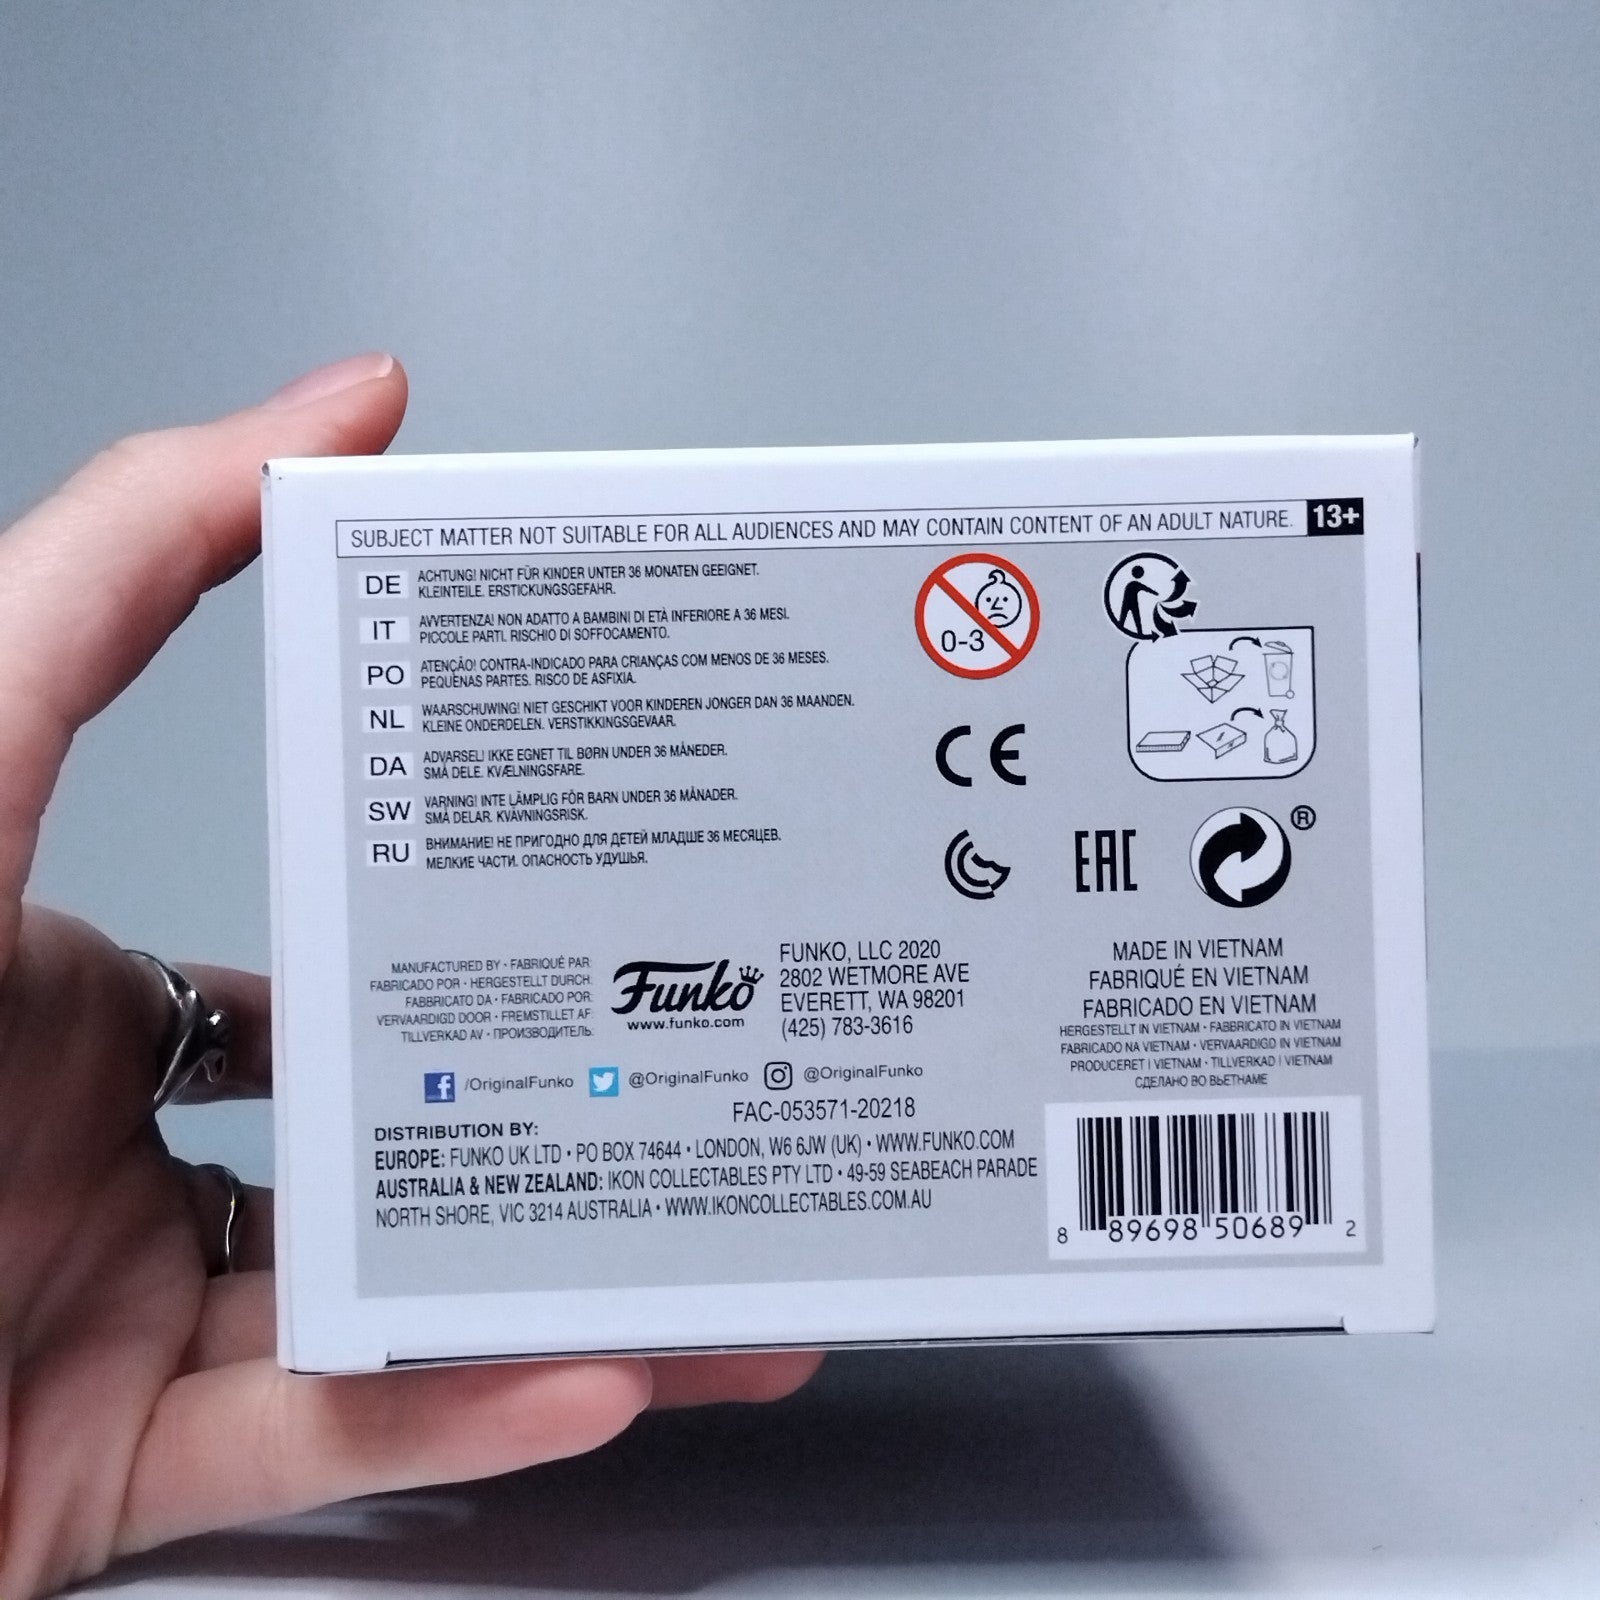 SUBJECT MATTER NOT SUITABLE FOR ALL AUDIENCES AND MAY CONTAIN CONTENT OF AN ADULT NATURE. 13+
DE ACHTUNG! NICHT FÜR KINDER UNTER 36 MONATEN GEEIGNET.
KLEINTEILE. ERSTICKUNGSGEFAHR.
IT AVVERTENZA! NON ADATTO A BAMBINI DI ETÀ INFERIORE A 36 MESI.
PICCOLE PARTI. RISCHIO DI SOFFOCAMENTO.
PO ATENÇÃO! CONTRA-INDICADO PARA CRIANÇAS COM MENOS DE 36 MESES.
PEQUENAS PARTES. RISCO DE ASFIXIA.
NL WAARSCHUWING! NIET GESCHIKT VOOR KINDEREN JONGER DAN 36 MAANDEN.
KLEINE ONDERDELEN. VERSTIKKINGSGEVAAR.
DA ADVARSEL! IKKE EGNET TIL BØRN UNDER 36 MÅNEDER.
SMÅ DELE. KVÆLNINGSFARE.
SW VARNING! INTE LÄMPLIG FÖR BARN UNDER 36 MÅNADER.
SMÅ DELAR. KVÄVNINGSRISK.
RU ВНИМАНИЕ! НЕ ПРИГОДНО ДЛЯ ДЕТЕЙ МЛАДШЕ 36 МЕСЯЦЕВ.
МЕЛКИЕ ЧАСТИ. ОПАСНОСТЬ УДУШЬЯ.
0-3
CE
EAC
®
MANUFACTURED BY • FABRIQUÉ PAR:
FABRICADO POR • HERGESTELLT DURCH:
FABBRICATO DA • FABRICADO POR:
VERVAARDIGD DOOR • FREMSTILLET AF:
TILLVERKAD AV • ПРОИЗВОДИТЕЛЬ:
Funko
www.funko.com
FUNKO, LLC 2020
2802 WETMORE AVE
EVERETT, WA 98201
(425) 783-3616
MADE IN VIETNAM
FABRIQUÉ EN VIETNAM
FABRICADO EN VIETNAM
HERGESTELLT IN VIETNAM • FABBRICATO IN VIETNAM
FABRICADO NA VIETNAM • VERVAARDIGD IN VIETNAM
PRODUCERET I VIETNAM • TILLVERKAD I VIETNAM
СДЕЛАНО ВО ВЬЕТНАМЕ
/OriginalFunko @OriginalFunko @OriginalFunko
FAC-053571-20218
DISTRIBUTION BY:
EUROPE: FUNKO UK LTD • PO BOX 74644 • LONDON, W6 6JW (UK) • WWW.FUNKO.COM
AUSTRALIA & NEW ZEALAND: IKON COLLECTABLES PTY LTD • 49-59 SEABEACH PARADE
NORTH SHORE, VIC 3214 AUSTRALIA • WWW.IKONCOLLECTABLES.COM.AU
8 89698 50689 2